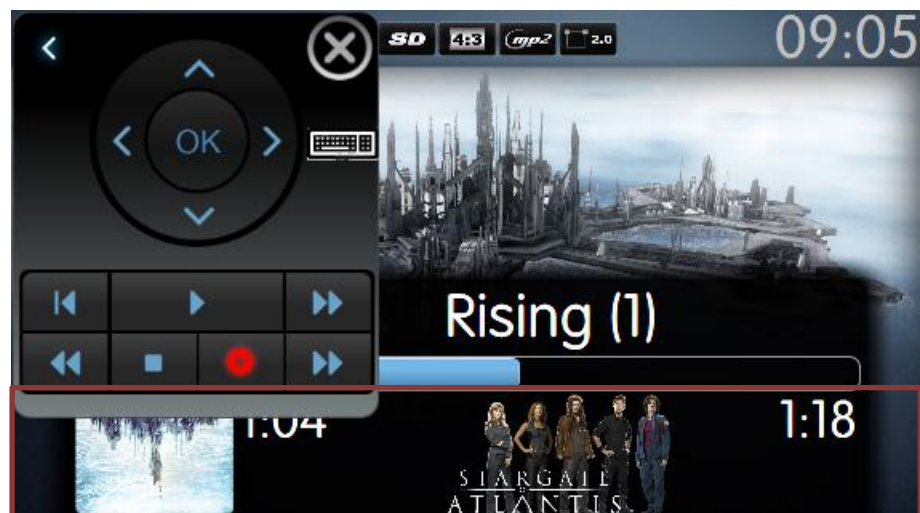 SD 4:3 mp2 2.0
09:05
OK
Rising (1)
1:04
1:18
STARGATE
ATLANTIS